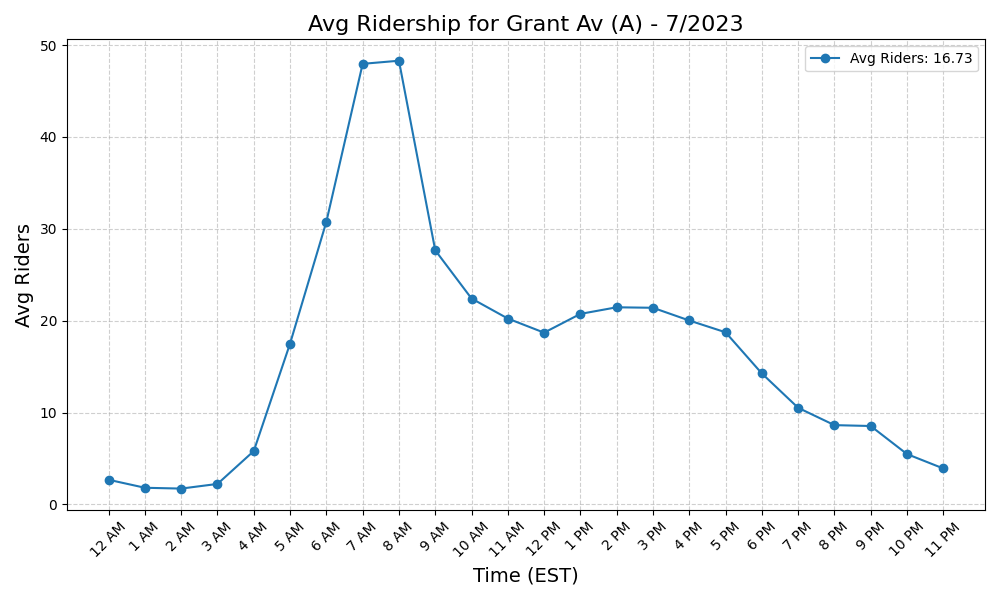 Avg Ridership for Grant Av (A) - 7/2023
Avg Riders: 16.73
Avg Riders
50
40
30
20
10
0
12 AM
1 AM
2 AM
3 AM
4 AM
5 AM
6 AM
7 AM
8 AM
9 AM
10 AM
11 AM
12 PM
1 PM
2 PM
3 PM
4 PM
5 PM
6 PM
7 PM
8 PM
9 PM
10 PM
11 PM
Time (EST)